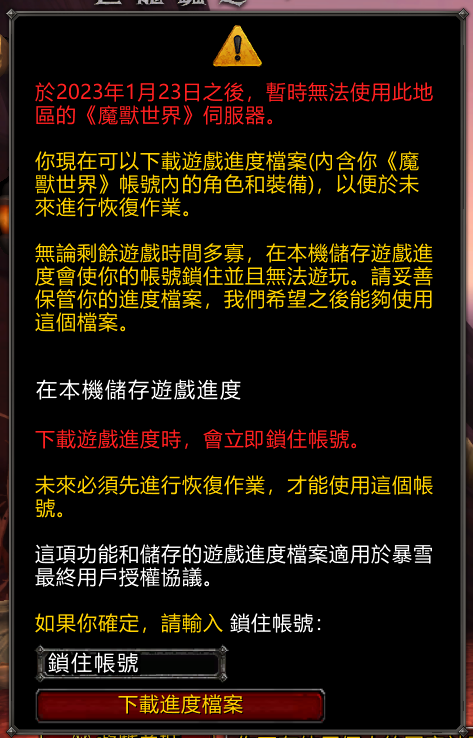 於2023年1月23日之後，暫時無法使用此地
區的《魔獸世界》伺服器。
你現在可以下載遊戲進度檔案(內含你《魔
獸世界》帳號內的角色和裝備)，以便於未
來進行恢復作業。
無論剩餘遊戲時間多寡，在本機儲存遊戲進
度會使你的帳號鎖住並且無法遊玩。請妥善
保管你的進度檔案，我們希望之後能夠使用
這個檔案。
在本機儲存遊戲進度
下載遊戲進度時，會立即鎖住帳號。
未來必須先進行恢復作業，才能使用這個帳
號。
這項功能和儲存的遊戲進度檔案適用於暴雪
最終用戶授權協議。
如果你確定，請輸入 鎖住帳號：
鎖住帳號
下載進度檔案